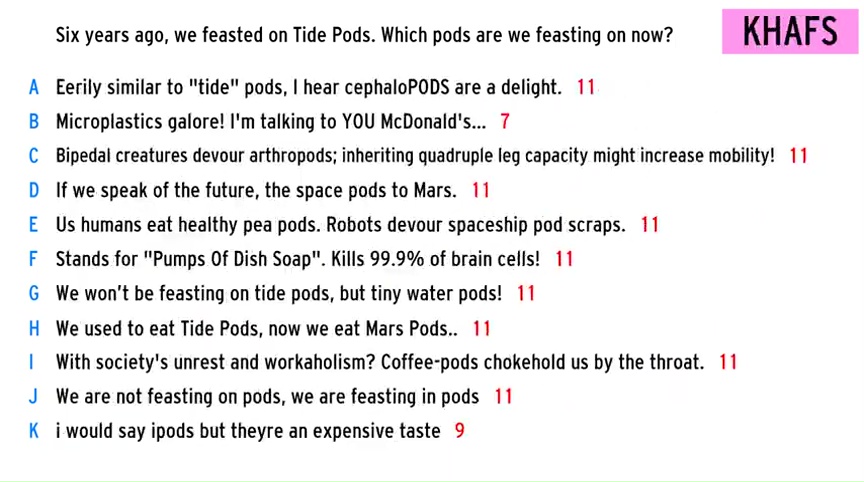 Six years ago, we feasted on Tide Pods. Which pods are we feasting on now?
KHAFS
A Eerily similar to "tide" pods, I hear cephaloPODS are a delight. 11
B Microplastics galore! I'm talking to YOU McDonald's... 7
C Bipedal creatures devour arthropods; inheriting quadruple leg capacity might increase mobility! 11
D If we speak of the future, the space pods to Mars. 11
E Us humans eat healthy pea pods. Robots devour spaceship pod scraps. 11
F Stands for "Pumps Of Dish Soap". Kills 99.9% of brain cells! 11
G We won't be feasting on tide pods, but tiny water pods! 11
H We used to eat Tide Pods, now we eat Mars Pods.. 11
I With society's unrest and workaholism? Coffee-pods chokehold us by the throat. 11
J We are not feasting on pods, we are feasting in pods 11
K i would say ipods but theyre an expensive taste 9